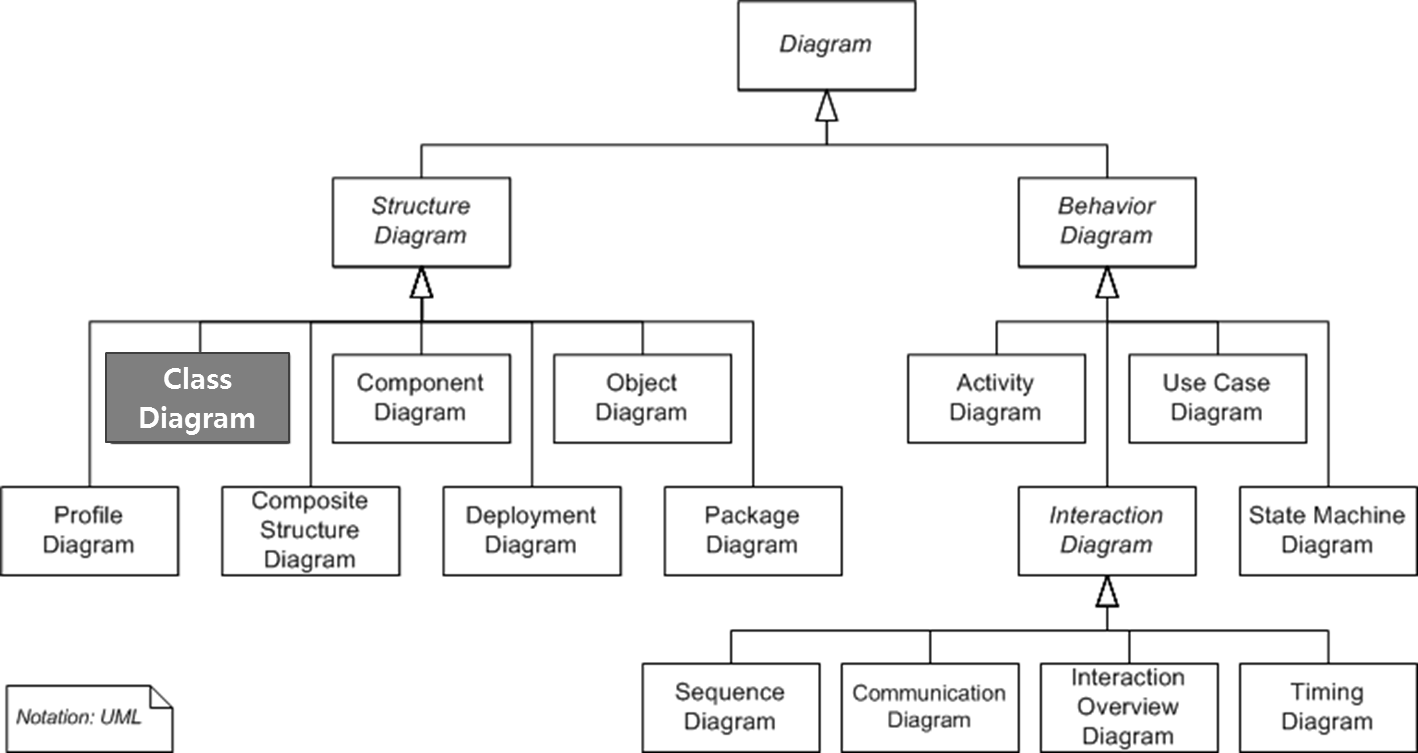 Diagram
Structure
Diagram
Behavior
Diagram
Class
Diagram
Component
Diagram
Object
Diagram
Activity
Diagram
Use Case
Diagram
Profile
Diagram
Composite
Structure
Diagram
Deployment
Diagram
Package
Diagram
Interaction
Diagram
State Machine
Diagram
Sequence
Diagram
Communication
Diagram
Interaction
Overview
Diagram
Timing
Diagram
Notation: UML